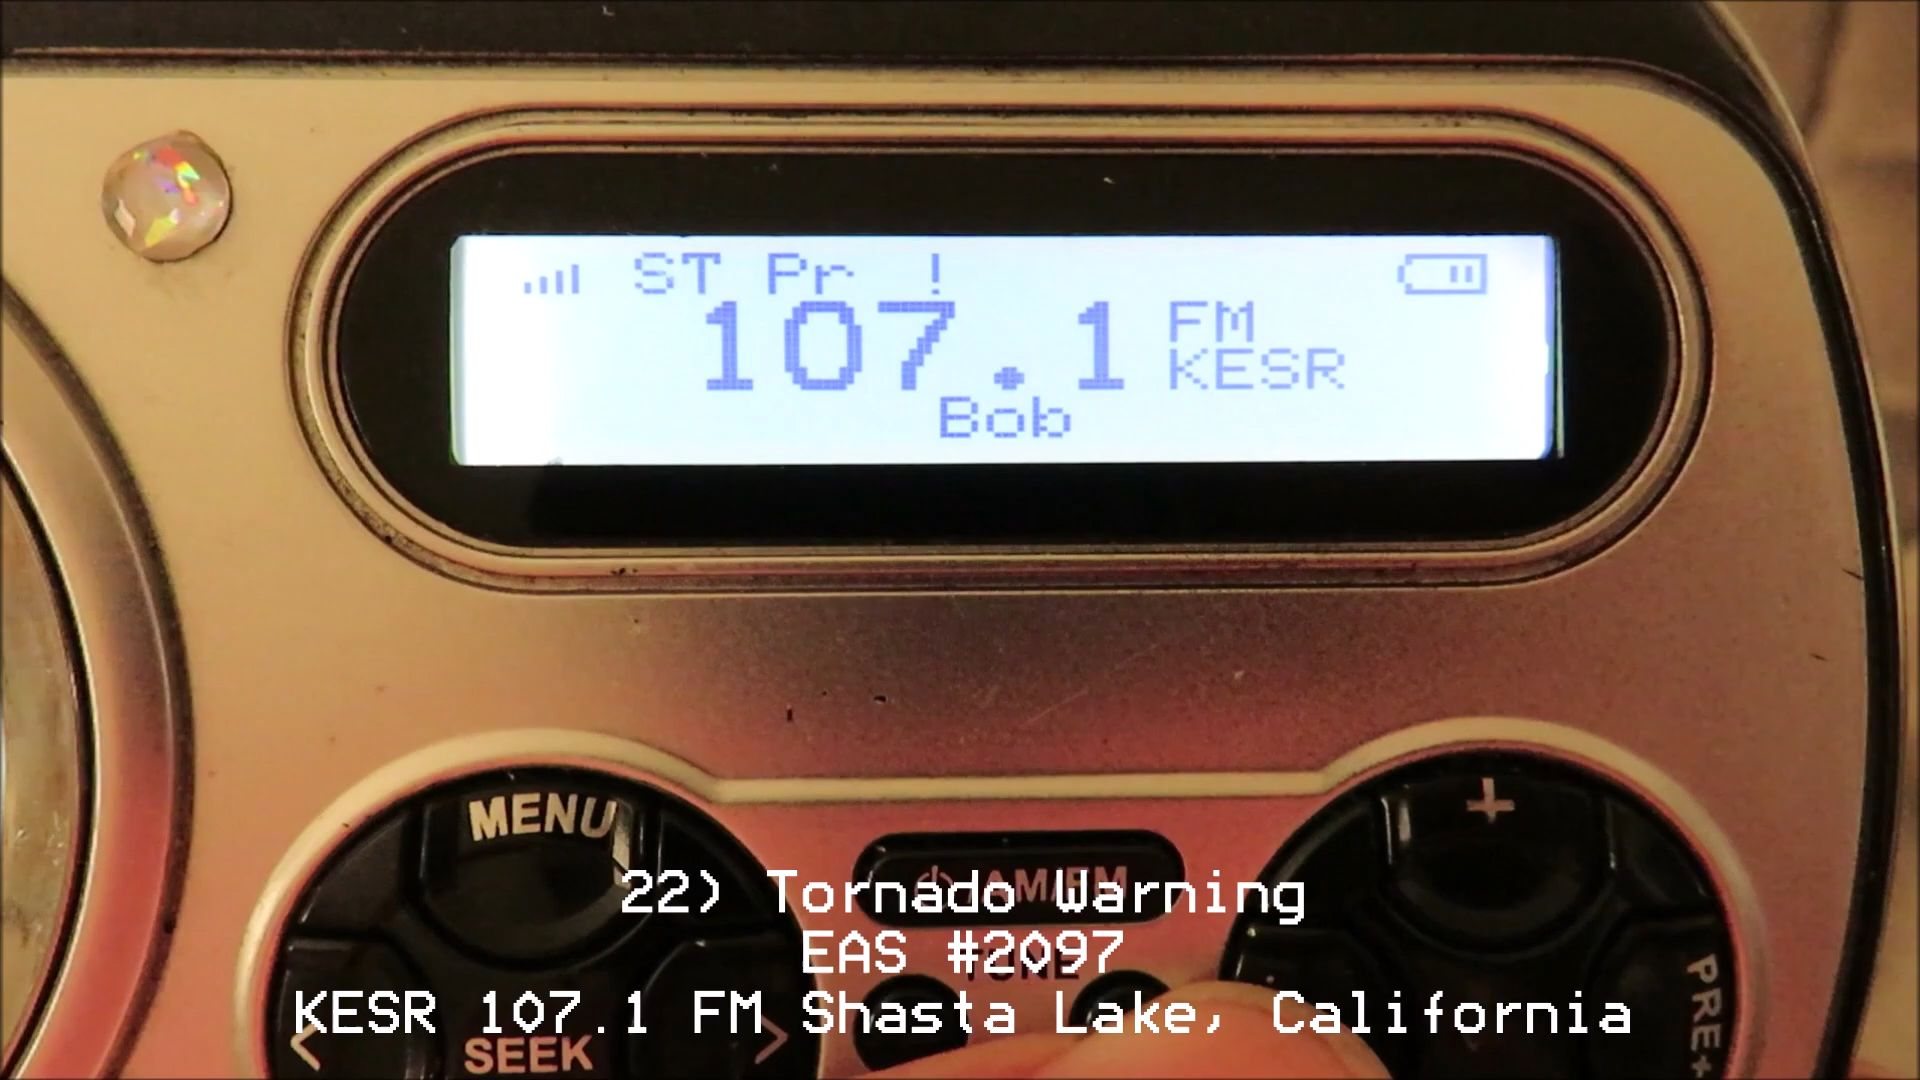 ST Pr !
107.1 FM
KESR
Bob
MENU
+
AM/FM
22) Tornado Warning
TUNE
EAS #2097
PRE+
KESR 107.1 FM Shasta Lake, California
< SEEK >